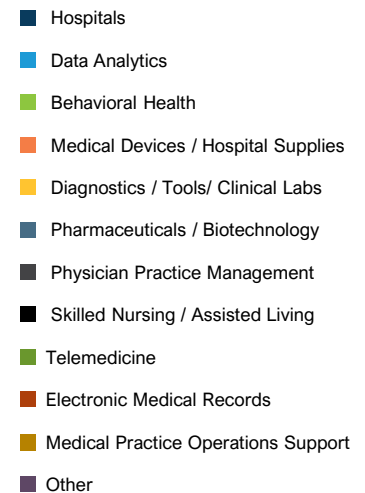 Hospitals
Data Analytics
Behavioral Health
Medical Devices / Hospital Supplies
Diagnostics / Tools/ Clinical Labs
Pharmaceuticals / Biotechnology
Physician Practice Management
Skilled Nursing / Assisted Living
Telemedicine
Electronic Medical Records
Medical Practice Operations Support
Other